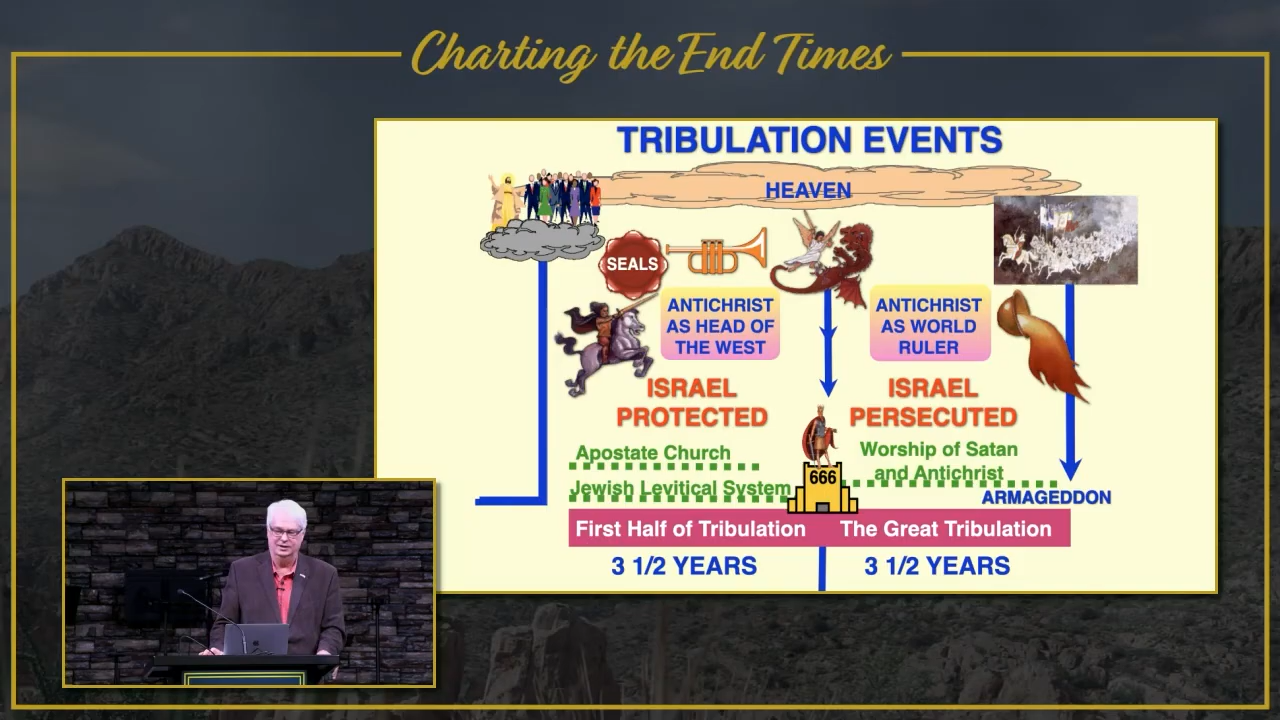 Charting the End Times
TRIBULATION EVENTS
HEAVEN
SEALS
ANTICHRIST
AS HEAD OF
THE WEST
ANTICHRIST
AS WORLD
RULER
ISRAEL
PROTECTED
ISRAEL
PERSECUTED
Apostate Church
Jewish Levitical System
Worship of Satan
and Antichrist
666
ARMAGEDDON
First Half of Tribulation
The Great Tribulation
3 1/2 YEARS
3 1/2 YEARS